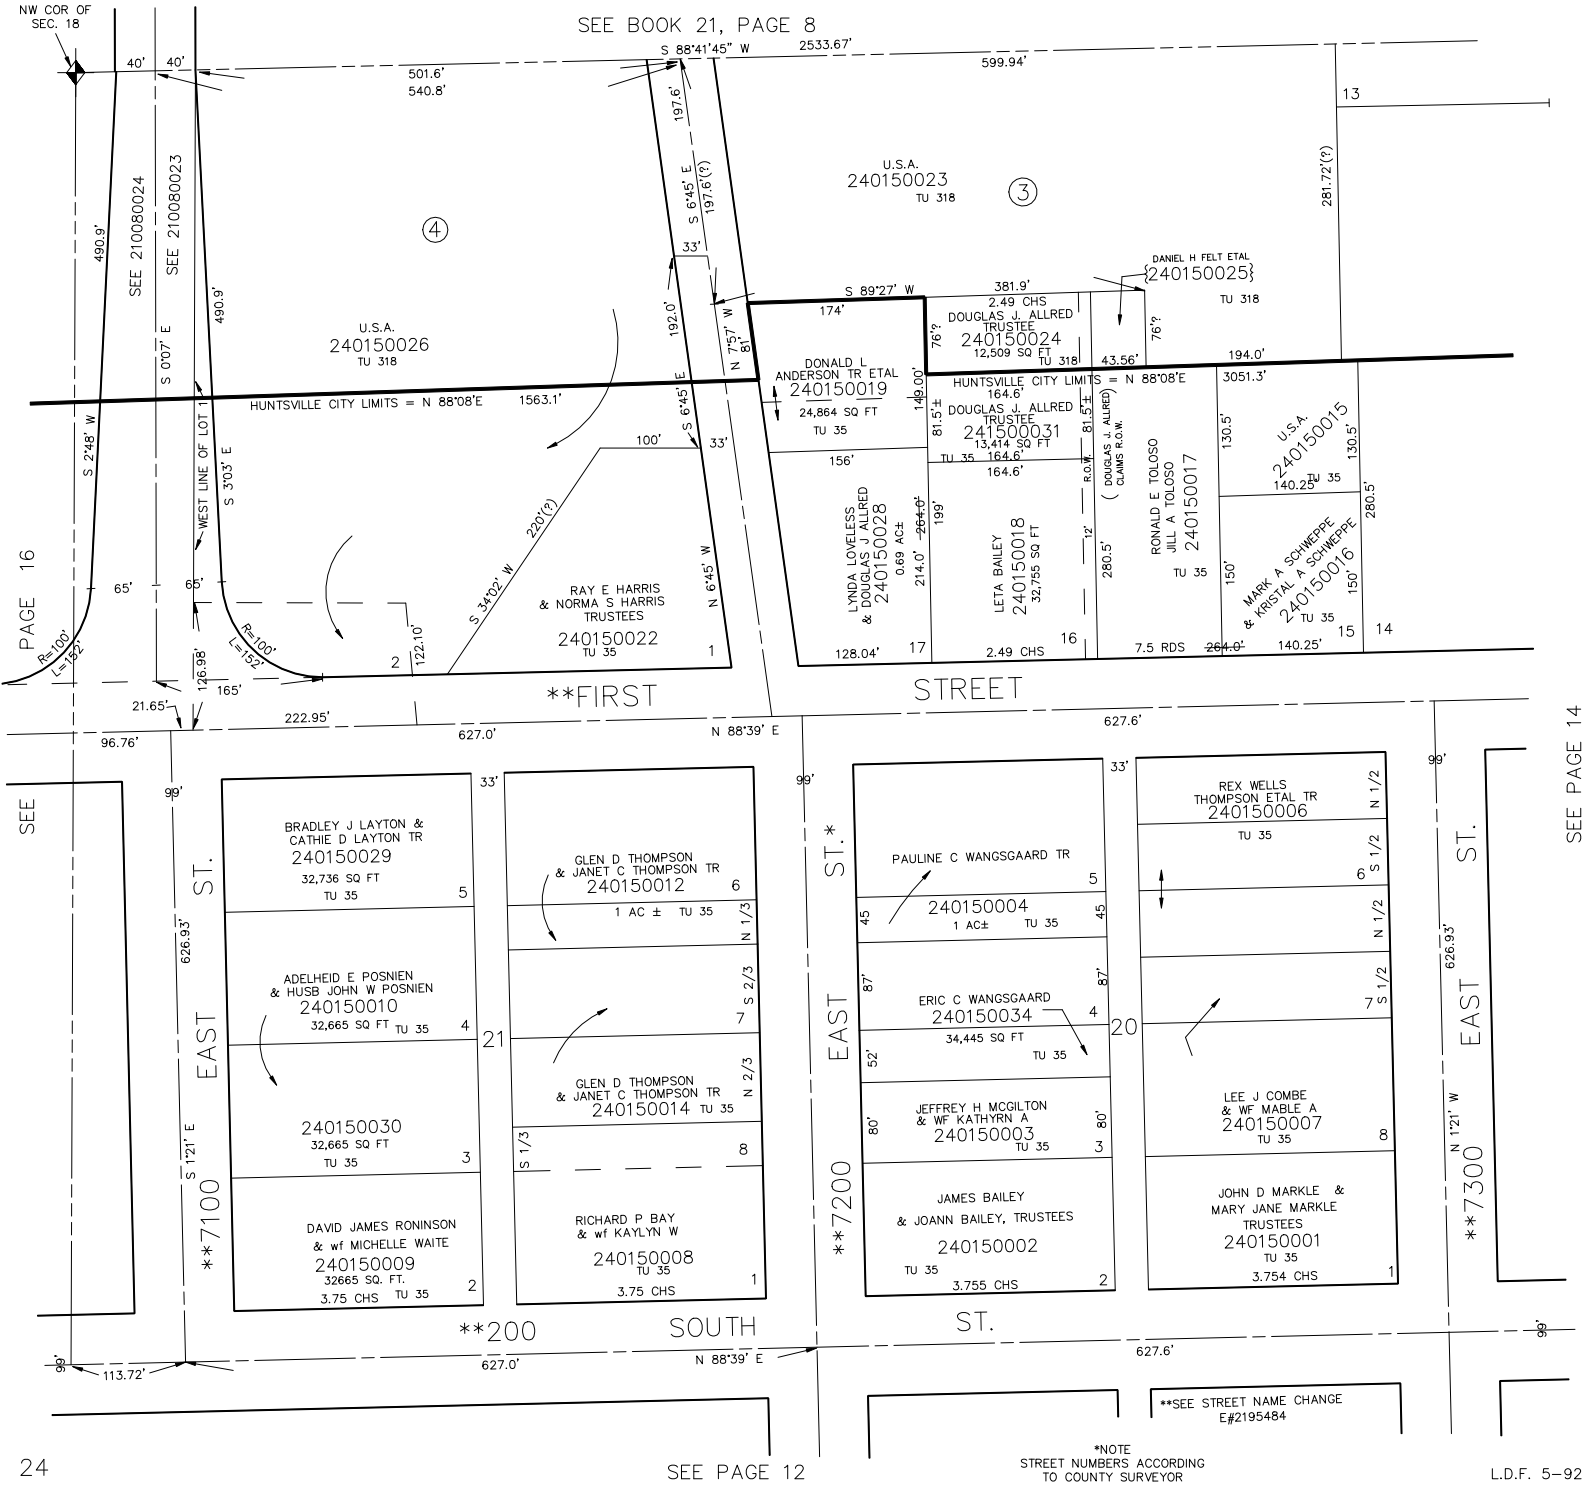 NW COR OF
SEC. 18
SEE BOOK 21, PAGE 8
S 88°41'45" W
2533.67'
40'
40'
501.6'
540.8'
599.94'
13
197.6'
S 6°45' E
197.6'(?)
281.72'(?)
U.S.A.
240150023
TU 318
3
4
SEE 210080024
SEE 210080023
490.9'
490.9'
33'
192.0'
DANIEL H FELT ETAL
{240150025}
TU 318
S 89°27' W
381.9'
2.49 CHS
174'
N 7°57' W
81'
76'?
DOUGLAS J. ALLRED
TRUSTEE
240150024
12,509 SQ FT
TU 318
76'?
43.56'
194.0'
U.S.A.
240150026
TU 318
S 0°07' E
DONALD L
ANDERSON TR ETAL
240150019
24,864 SQ FT
TU 35
149.00'
HUNTSVILLE CITY LIMITS = N 88°08'E
1563.1'
HUNTSVILLE CITY LIMITS = N 88°08'E
3051.3'
164.6'
DOUGLAS J. ALLRED
TRUSTEE
241500031
13,414 SQ FT
TU 35
164.6'
81.5'±
81.5'±
164.6'
R.O.W.
12'
( DOUGLAS J. ALLRED)
CLAIMS R.O.W.
S 6°45' E
33'
100'
S 2°48' W
WEST LINE OF LOT 1
S 3°03' E
156'
220'(?)
S 34°02' W
N 6°45' W
LYNDA LOVELESS
& DOUGLAS J ALLRED
240150028
0.69 AC±
214.0'
264.0'
199'
LETA BAILEY
240150018
32,755 SQ FT
280.5'
RONALD E TOLOSO
JILL A TOLOSO
240150017
TU 35
130.5'
U.S.A.
240150015
TU 35
130.5'
140.25'
280.5'
MARK A SCHWEPPE
& KRISTAL A SCHWEPPE
240150016
TU 35
150'
150'
PAGE 16
65'
65'
R=100'
L=152'
R=100'
L=152'
RAY E HARRIS
& NORMA S HARRIS
TRUSTEES
240150022
TU 35
1
2
122.10'
126.98'
165'
128.04'
17
2.49 CHS
16
7.5 RDS
264.0'
140.25'
15
14
**FIRST
STREET
21.65'
222.95'
96.76'
627.0'
N 88°39' E
627.6'
SEE
SEE PAGE 14
99'
33'
99'
33'
99'
BRADLEY J LAYTON &
CATHIE D LAYTON TR
240150029
32,736 SQ FT
TU 35
5
GLEN D THOMPSON
& JANET C THOMPSON TR
240150012
6
1 AC ± TU 35
N 1/3
PAULINE C WANGSGAARD TR
5
240150004
1 AC±
TU 35
45
45
REX WELLS
THOMPSON ETAL TR
240150006
TU 35
N 1/2
S 1/2
6
N 1/2
ST.
ST.*
ST.
626.93'
626.93'
ADELHEID E POSNIEN
& HUSB JOHN W POSNIEN
240150010
32,665 SQ FT
TU 35
4
S 2/3
7
87'
87'
ERIC C WANGSGAARD
240150034
34,445 SQ FT
TU 35
4
S 1/2
7
EAST
EAST
EAST
21
20
52'
N 2/3
GLEN D THOMPSON
& JANET C THOMPSON TR
240150014 TU 35
S 1/3
8
240150030
32,665 SQ FT
TU 35
3
JEFFREY H MCGILTON
& WF KATHYRN A
240150003
TU 35
3
80'
80'
LEE J COMBE
& WF MABLE A
240150007
TU 35
8
S 1°21' E
N 1°21' W
**7100
**7200
**7300
DAVID JAMES RONINSON
& wf MICHELLE WAITE
240150009
32665 SQ. FT.
3.75 CHS TU 35
2
RICHARD P BAY
& wf KAYLYN W
240150008
TU 35
3.75 CHS
1
JAMES BAILEY
& JOANN BAILEY, TRUSTEES
240150002
TU 35
3.755 CHS
2
JOHN D MARKLE &
MARY JANE MARKLE
TRUSTEES
240150001
TU 35
3.754 CHS
1
**200
SOUTH
ST.
99'
113.72'
627.0'
N 88°39' E
627.6'
99'
**SEE STREET NAME CHANGE
E#2195484
*NOTE
STREET NUMBERS ACCORDING
TO COUNTY SURVEYOR
24
SEE PAGE 12
L.D.F. 5-92